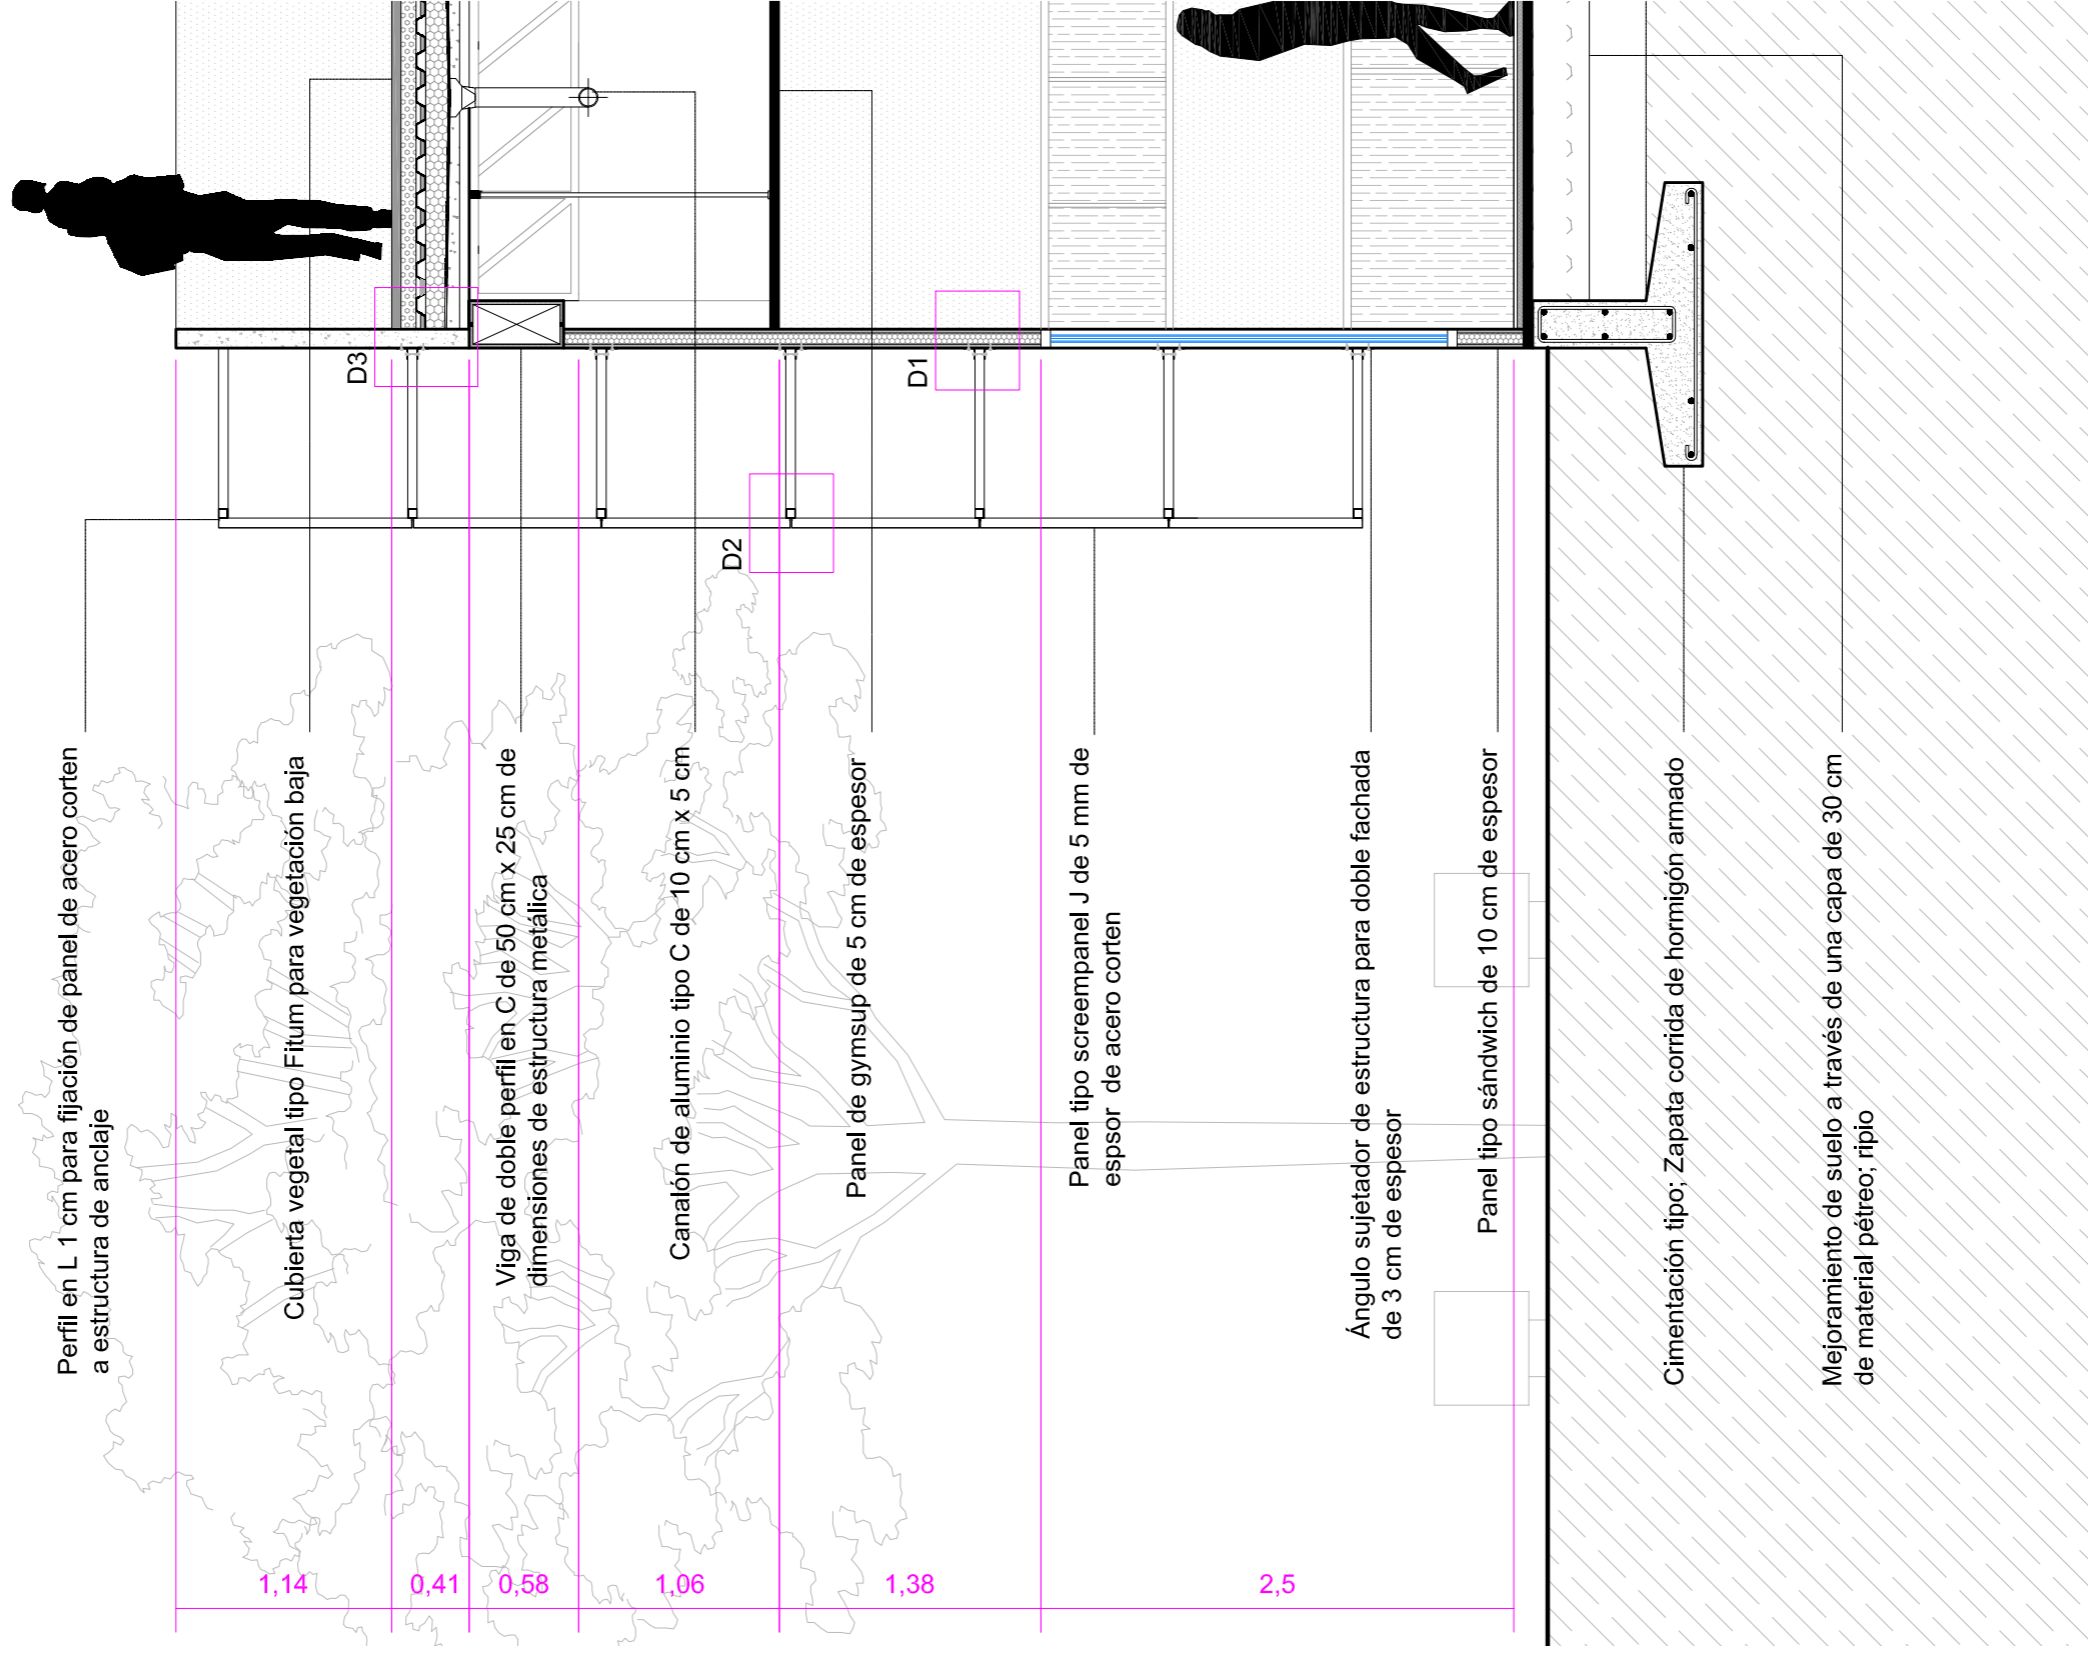 Perfil en L 1 cm para fijación de panel de acero corten
a estructura de anclaje
Cubierta vegetal tipo Fitum para vegetación baja
Viga de doble perfil en C de 50 cm x 25 cm de
dimensiones de estructura metálica
Canalón de aluminio tipo C de 10 cm x 5 cm
Panel de gymsup de 5 cm de espesor
Panel tipo screempanel J de 5 mm de
espsor de acero corten
Ángulo sujetador de estructura para doble fachada
de 3 cm de espesor
Panel tipo sándwich de 10 cm de espesor
Cimentación tipo; Zapata corrida de hormigón armado
Mejoramiento de suelo a través de una capa de 30 cm
de material pétreo; ripio
D3
D2
D1
1,14
0,41
0,58
1,06
1,38
2,5